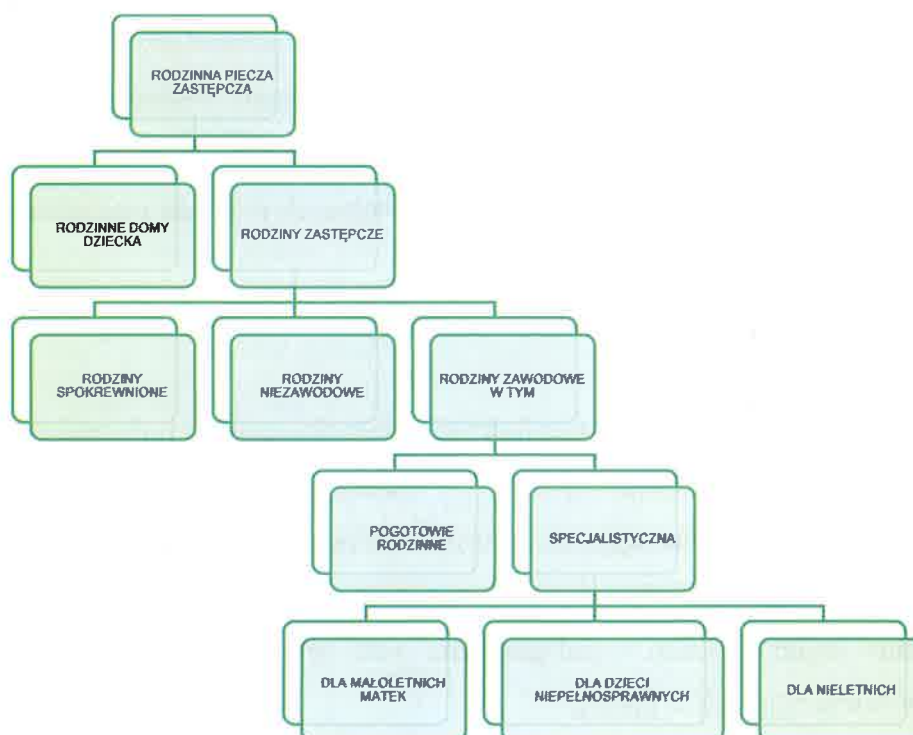 RODZINNA PIECZA
ZASTĘPCZA
RODZINNE DOMY
DZIECKA
RODZINY ZASTĘPCZE
RODZINY
SPOKREWNIONE
RODZINY
NIEZAWODOWE
RODZINY ZAWODOWE
W TYM
POGOTOWIE
RODZINNE
SPECJALISTYCZNA
DLA MAŁOLETNICH
MATEK
DLA DZIECI
NIEPEŁNOSPRAWNYCH
DLA NIELETNICH